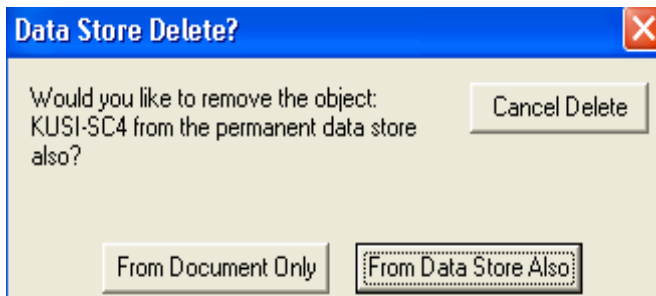 Data Store Delete?
Would you like to remove the object:
KUSI-SC4 from the permanent data store
also?
Cancel Delete
From Document Only
From Data Store Also